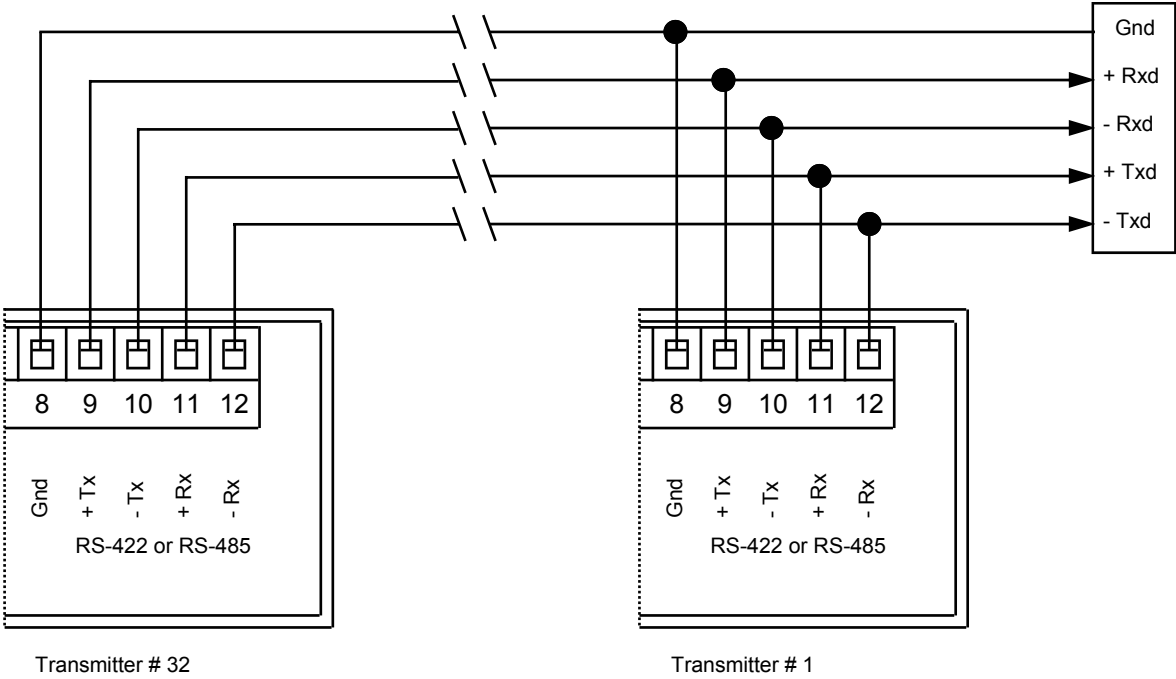 Gnd
+ Rxd
- Rxd
+ Txd
- Txd
8 9 10 11 12
Gnd
+ Tx
- Tx
+ Rx
- Rx
RS-422 or RS-485
Transmitter # 32
8 9 10 11 12
Gnd
+ Tx
- Tx
+ Rx
- Rx
RS-422 or RS-485
Transmitter # 1